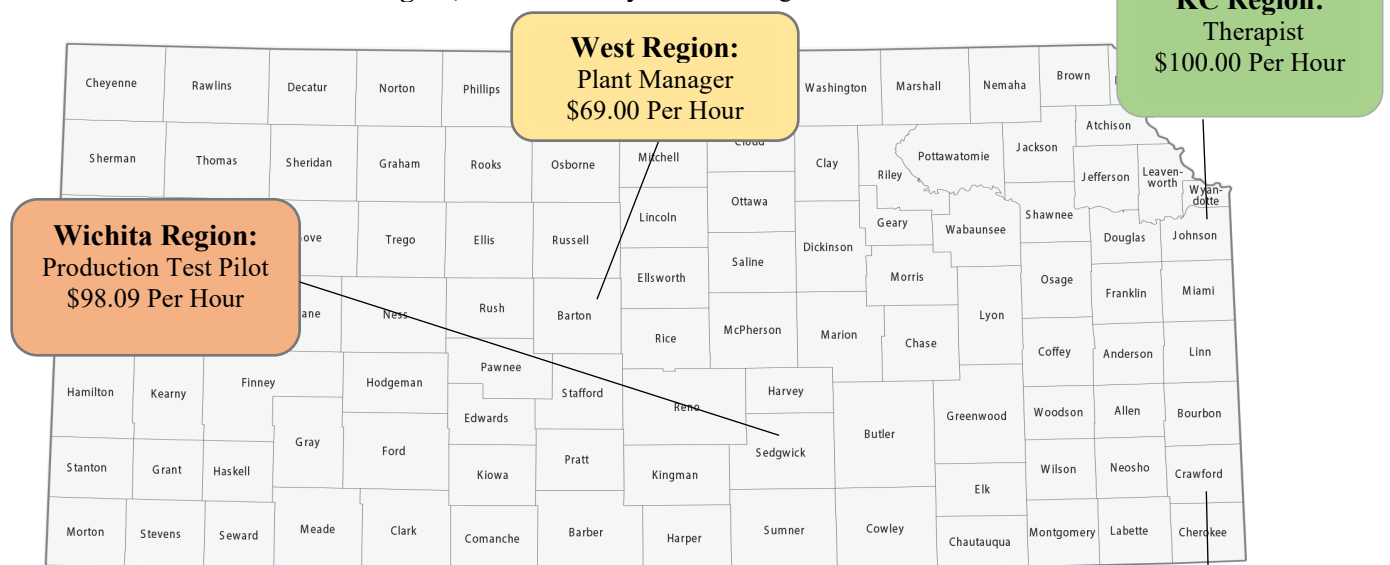 KC Region:
Therapist
$100.00 Per Hour
West Region:
Plant Manager
$69.00 Per Hour
Wichita Region:
Production Test Pilot
$98.09 Per Hour
Cheyenne
Rawlins
Decatur
Norton
Phillips
Washington
Marshall
Nemaha
Brown
Atchison
Sherman
Thomas
Sheridan
Graham
Rooks
Osborne
Mitchell
Cloud
Clay
Riley
Pottawatomie
Jackson
Jefferson
Leaven-
worth
Wyan-
dotte
Lincoln
Ottawa
Geary
Wabaunsee
Shawnee
Trego
Ellis
Russell
Dickinson
Douglas
Johnson
Ellsworth
Saline
Morris
Osage
Franklin
Miami
Ness
Rush
Barton
Rice
McPherson
Marion
Chase
Lyon
Coffey
Anderson
Linn
Hamilton
Kearny
Finney
Hodgeman
Pawnee
Stafford
Reno
Harvey
Edwards
Gray
Ford
Sedgwick
Butler
Greenwood
Woodson
Allen
Bourbon
Stanton
Grant
Haskell
Kiowa
Pratt
Kingman
Elk
Wilson
Neosho
Crawford
Morton
Stevens
Seward
Meade
Clark
Comanche
Barber
Harper
Sumner
Cowley
Chautauqua
Montgomery
Labette
Cherokee